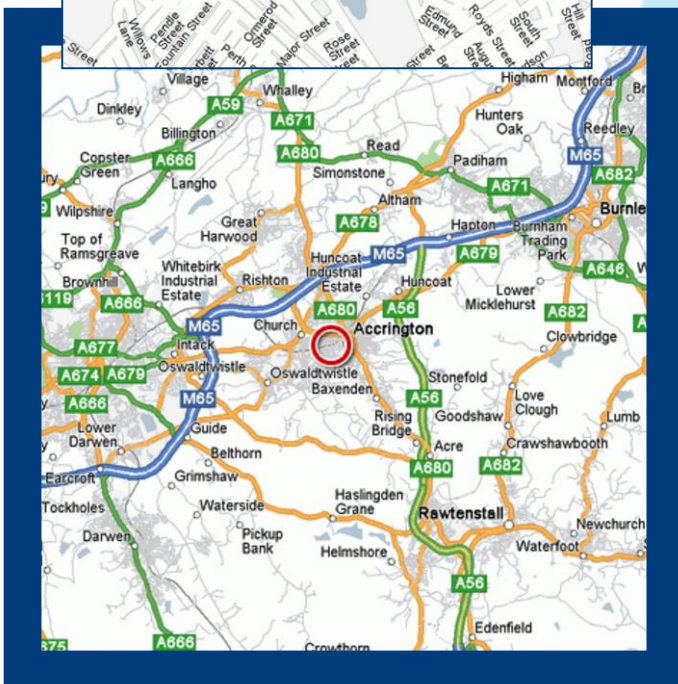 Pendle
Street
Willows
Lane
Fountain Street
Ormerod
Street
Perth
Major Street
Rose
Street
Edmund
Street
Royds Street
South
Street
Hill
Street
Street
Street
Village
Whalley
Higham
Montford
Dinkley
A59
A671
Hunters
Oak
Billington
Reedley
A680
Read
M65
Copster
Green
A666
Simonstone
Padiham
A682
Langho
A671
Altham
Wilpshire
Great
Harwood
A678
Hapton
Burnham
Trading
Park
Top of
Ramsgreave
Huncoat
Industrial
Estate
M65
A679
Whitebirk
Industrial
Estate
A646
Brownhill
Rishton
Huncoat
Lower
Micklehurst
A666
A680
A56
A682
M65
Church
Accrington
A677
Intack
Clowbridge
Oswaldtwistle
A674
A679
Oswaldtwistle
Stonefold
Baxenden
M65
A56
Love
Clough
A666
Rising
Bridge
Goodshaw
Lumb
Lower
Darwen
Guide
Acre
Crawshawbooth
Belthorn
A680
A682
Earcroft
Grimshaw
Haslingden
Grane
Tockholes
Waterside
Rawtenstall
Newchurch
Darwen
Pickup
Bank
Helmshore
Waterfoot
A56
Edenfield
A666
Crowthorn